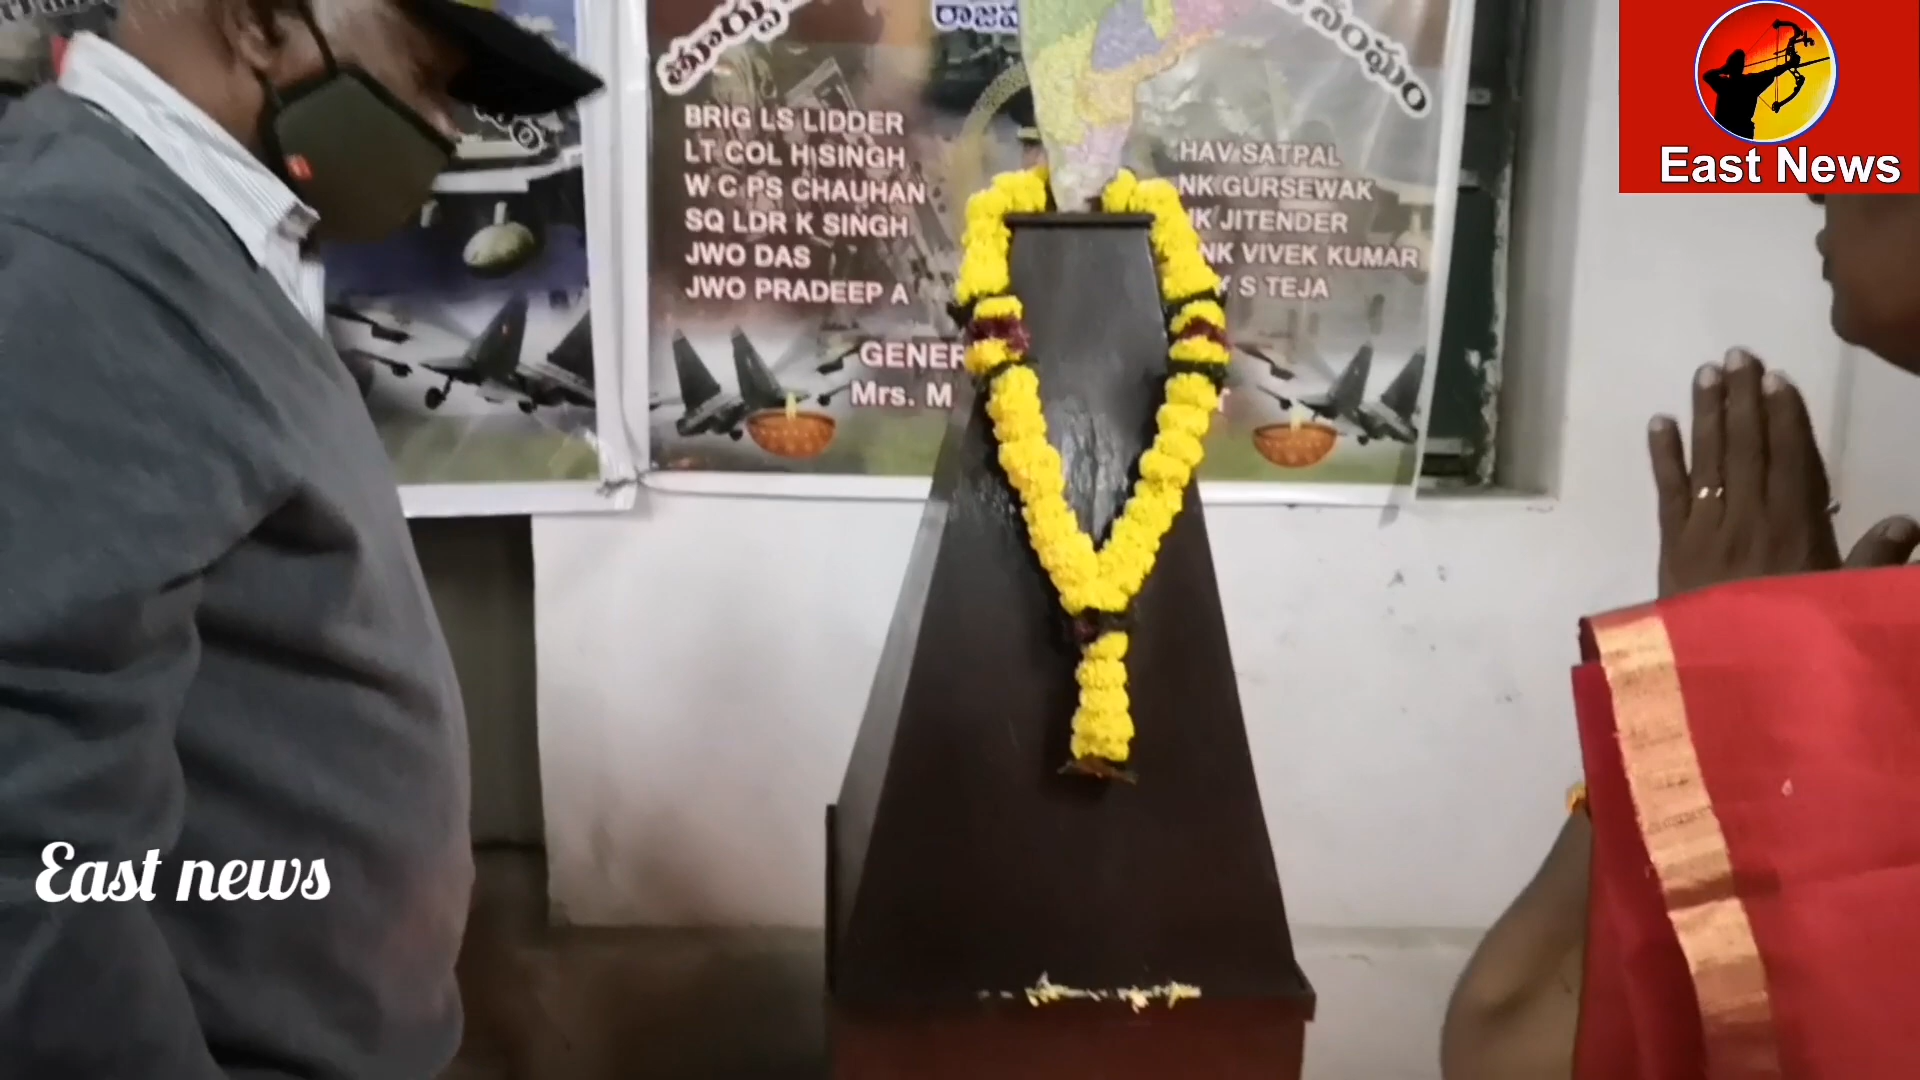 East News
సంఘం
BRIG LS LIDDER
LT COL H SINGH
W C PS CHAUHAN
SQ LDR K SINGH
JWO DAS
JWO PRADEEP A
HAV SATPAL
NK GURSEWAK
NK JITENDER
NK VIVEK KUMAR
S TEJA
Mrs. M
East news